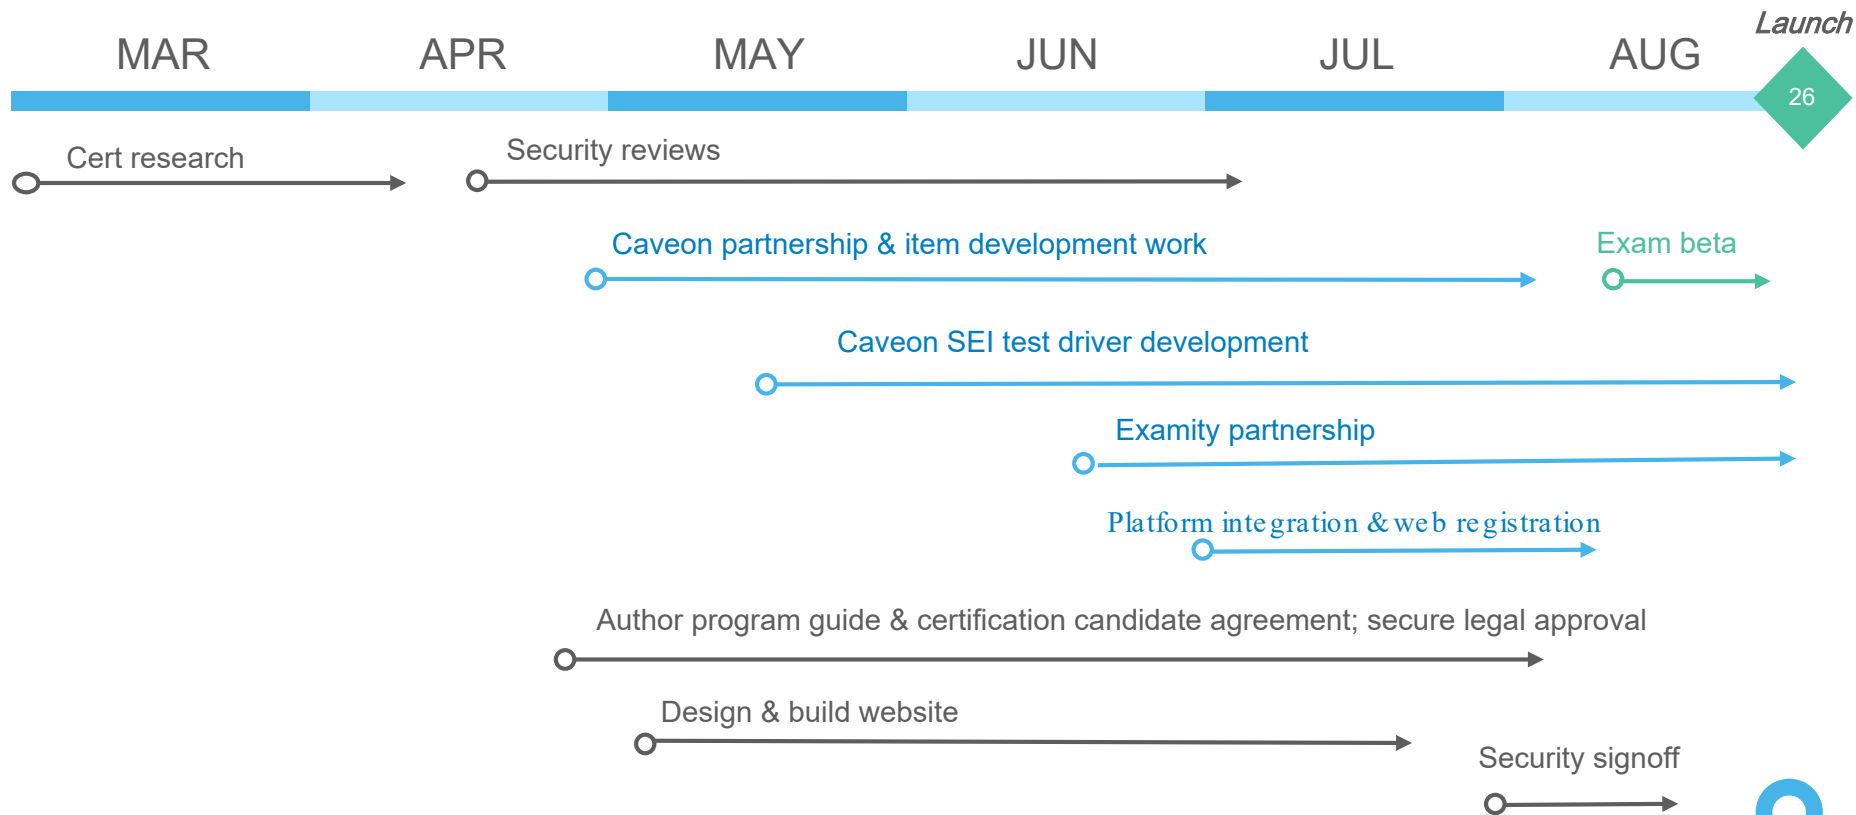 Launch
MAR APR MAY JUN JUL AUG
26
Cert research
Security reviews
Caveon partnership & item development work
Exam beta
Caveon SEI test driver development
Examity partnership
Platform integration & web registration
Author program guide & certification candidate agreement; secure legal approval
Design & build website
Security signoff